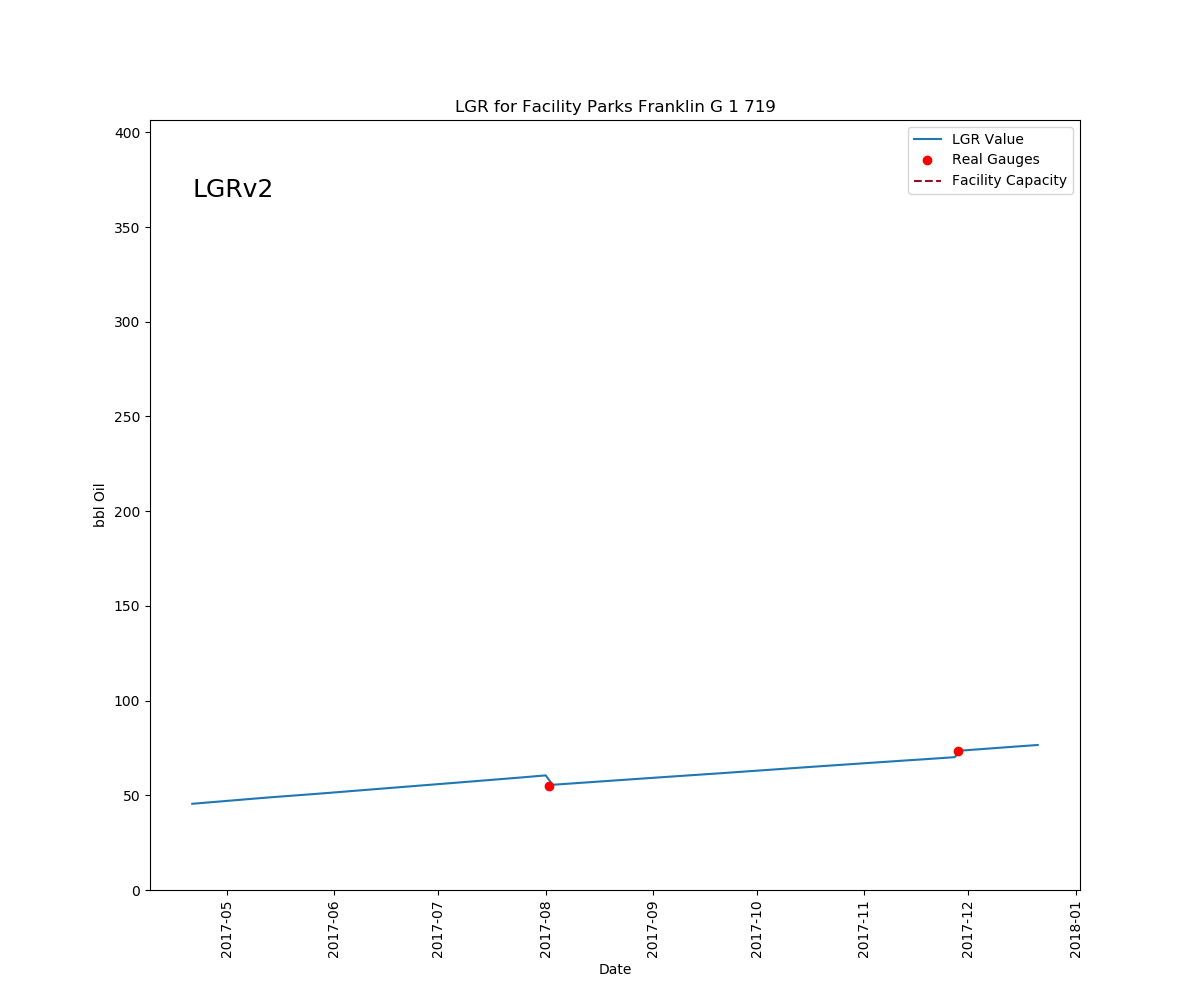 LGR for Facility Parks Franklin G 1 719
LGR Value
Real Gauges
Facility Capacity
LGRv2
400
350
300
250
200
150
100
50
0
bbl Oil
2017-05
2017-06
2017-07
2017-08
2017-09
2017-10
2017-11
2017-12
2018-01
Date